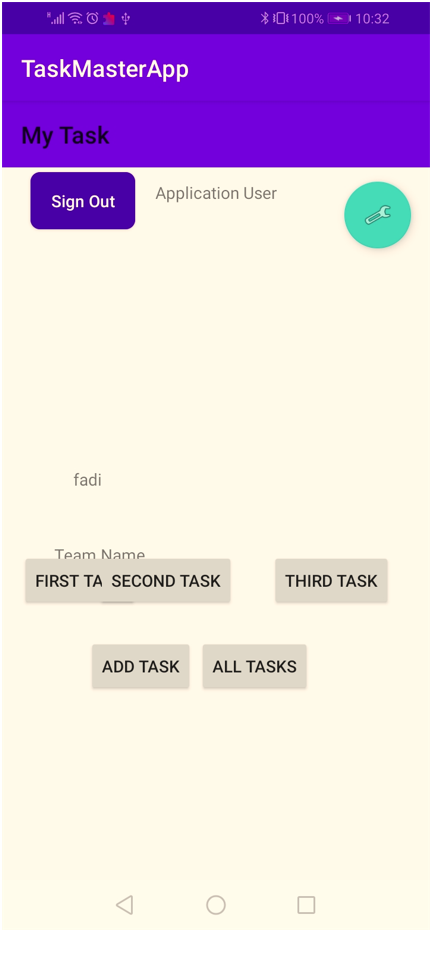 100% 10:32
TaskMasterApp
My Task
Sign Out
Application User
fadi
Team Name
FIRST TA
SECOND TASK
THIRD TASK
ADD TASK
ALL TASKS